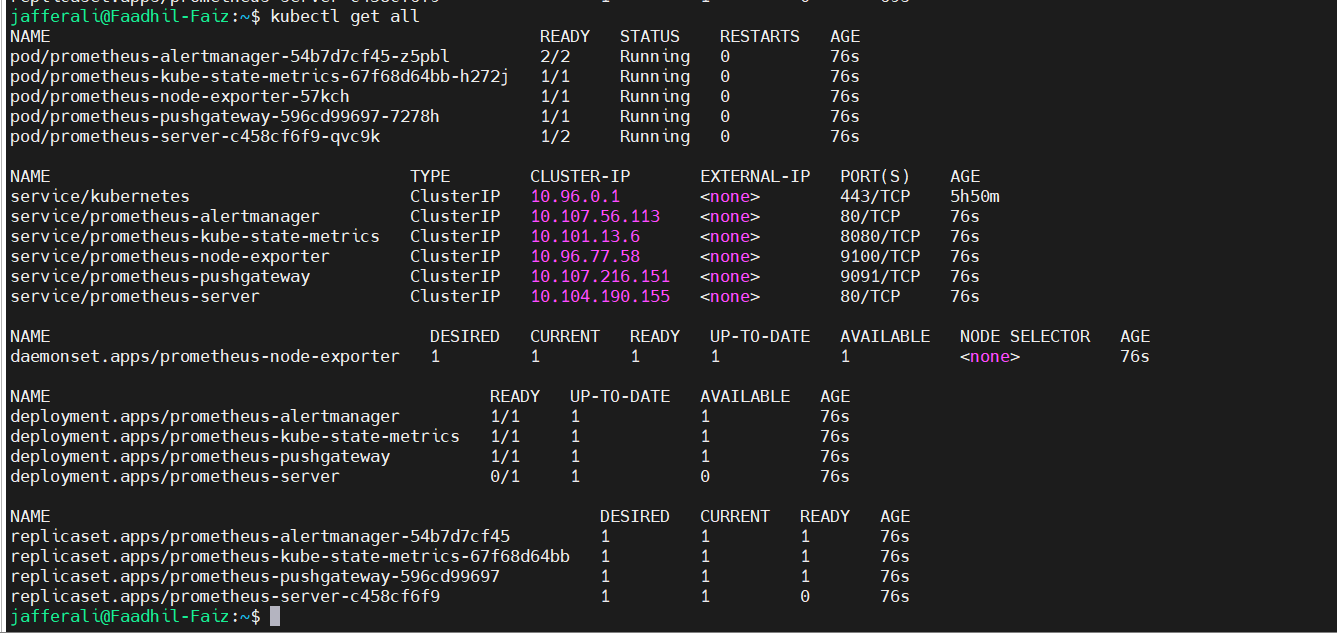 jafferali@Faadhil-Faiz:~$ kubectl get all
NAME READY STATUS RESTARTS AGE
pod/prometheus-alertmanager-54b7d7cf45-z5pbl 2/2 Running 0 76s
pod/prometheus-kube-state-metrics-67f68d64bb-h272j 1/1 Running 0 76s
pod/prometheus-node-exporter-57kch 1/1 Running 0 76s
pod/prometheus-pushgateway-596cd99697-7278h 1/1 Running 0 76s
pod/prometheus-server-c458cf6f9-qvc9k 1/2 Running 0 76s
NAME TYPE CLUSTER-IP EXTERNAL-IP PORT(S) AGE
service/kubernetes ClusterIP 10.96.0.1 <none> 443/TCP 5h50m
service/prometheus-alertmanager ClusterIP 10.107.56.113 <none> 80/TCP 76s
service/prometheus-kube-state-metrics ClusterIP 10.101.13.6 <none> 8080/TCP 76s
service/prometheus-node-exporter ClusterIP 10.96.77.58 <none> 9100/TCP 76s
service/prometheus-pushgateway ClusterIP 10.107.216.151 <none> 9091/TCP 76s
service/prometheus-server ClusterIP 10.104.190.155 <none> 80/TCP 76s
NAME DESIRED CURRENT READY UP-TO-DATE AVAILABLE NODE SELECTOR AGE
daemonset.apps/prometheus-node-exporter 1 1 1 1 1 <none> 76s
NAME READY UP-TO-DATE AVAILABLE AGE
deployment.apps/prometheus-alertmanager 1/1 1 1 76s
deployment.apps/prometheus-kube-state-metrics 1/1 1 1 76s
deployment.apps/prometheus-pushgateway 1/1 1 1 76s
deployment.apps/prometheus-server 0/1 1 0 76s
NAME DESIRED CURRENT READY AGE
replicaset.apps/prometheus-alertmanager-54b7d7cf45 1 1 1 76s
replicaset.apps/prometheus-kube-state-metrics-67f68d64bb 1 1 1 76s
replicaset.apps/prometheus-pushgateway-596cd99697 1 1 1 76s
replicaset.apps/prometheus-server-c458cf6f9 1 1 0 76s
jafferali@Faadhil-Faiz:~$